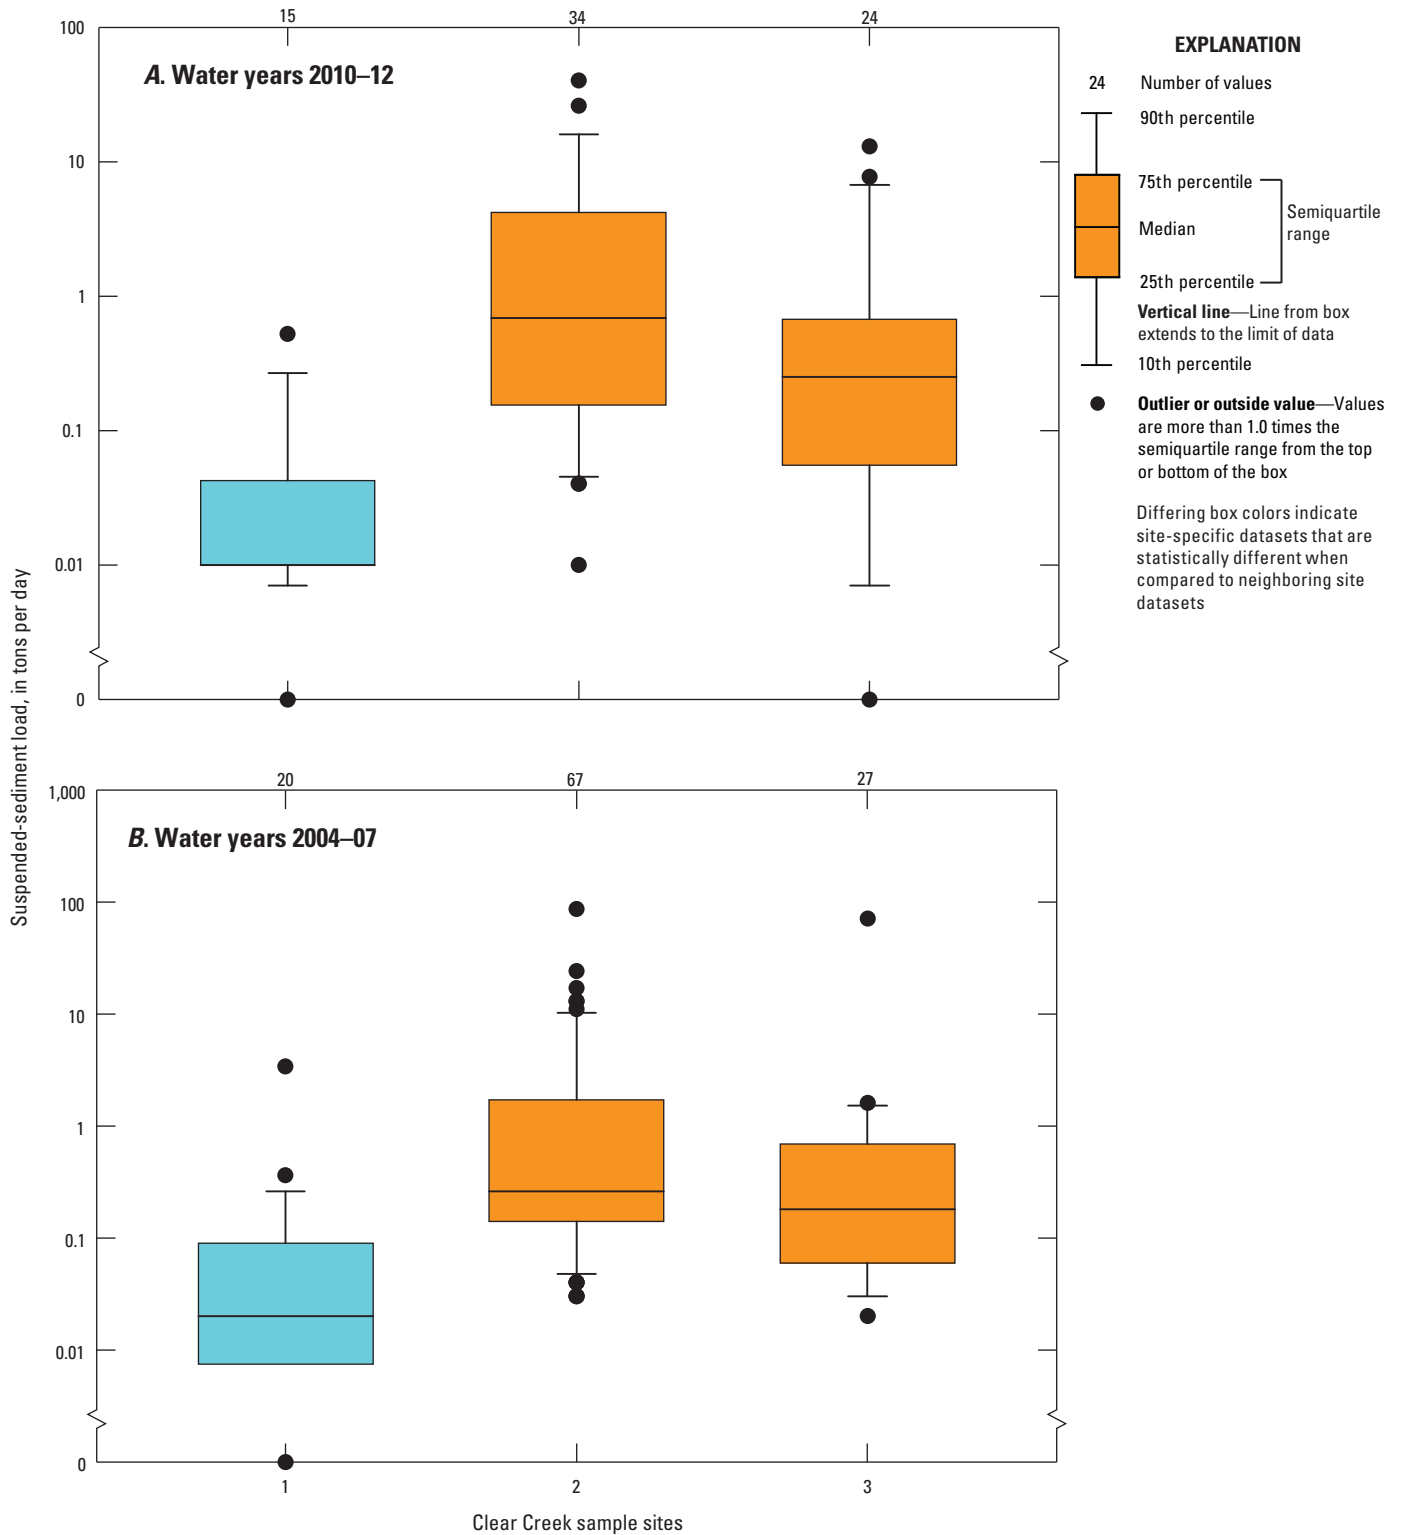 15 34 24
100
A. Water years 2010–12
10
1
0.1
0.01
0
EXPLANATION
24 Number of values
90th percentile
75th percentile
Semiquartile
range
Median
25th percentile
Vertical line—Line from box
extends to the limit of data
10th percentile
Outlier or outside value—Values
are more than 1.0 times the
semiquartile range from the top
or bottom of the box
Differing box colors indicate
site-specific datasets that are
statistically different when
compared to neighboring site
datasets
Suspended-sediment load, in tons per day
20 67 27
1,000
B. Water years 2004–07
100
10
1
0.1
0.01
0
1 2 3
Clear Creek sample sites